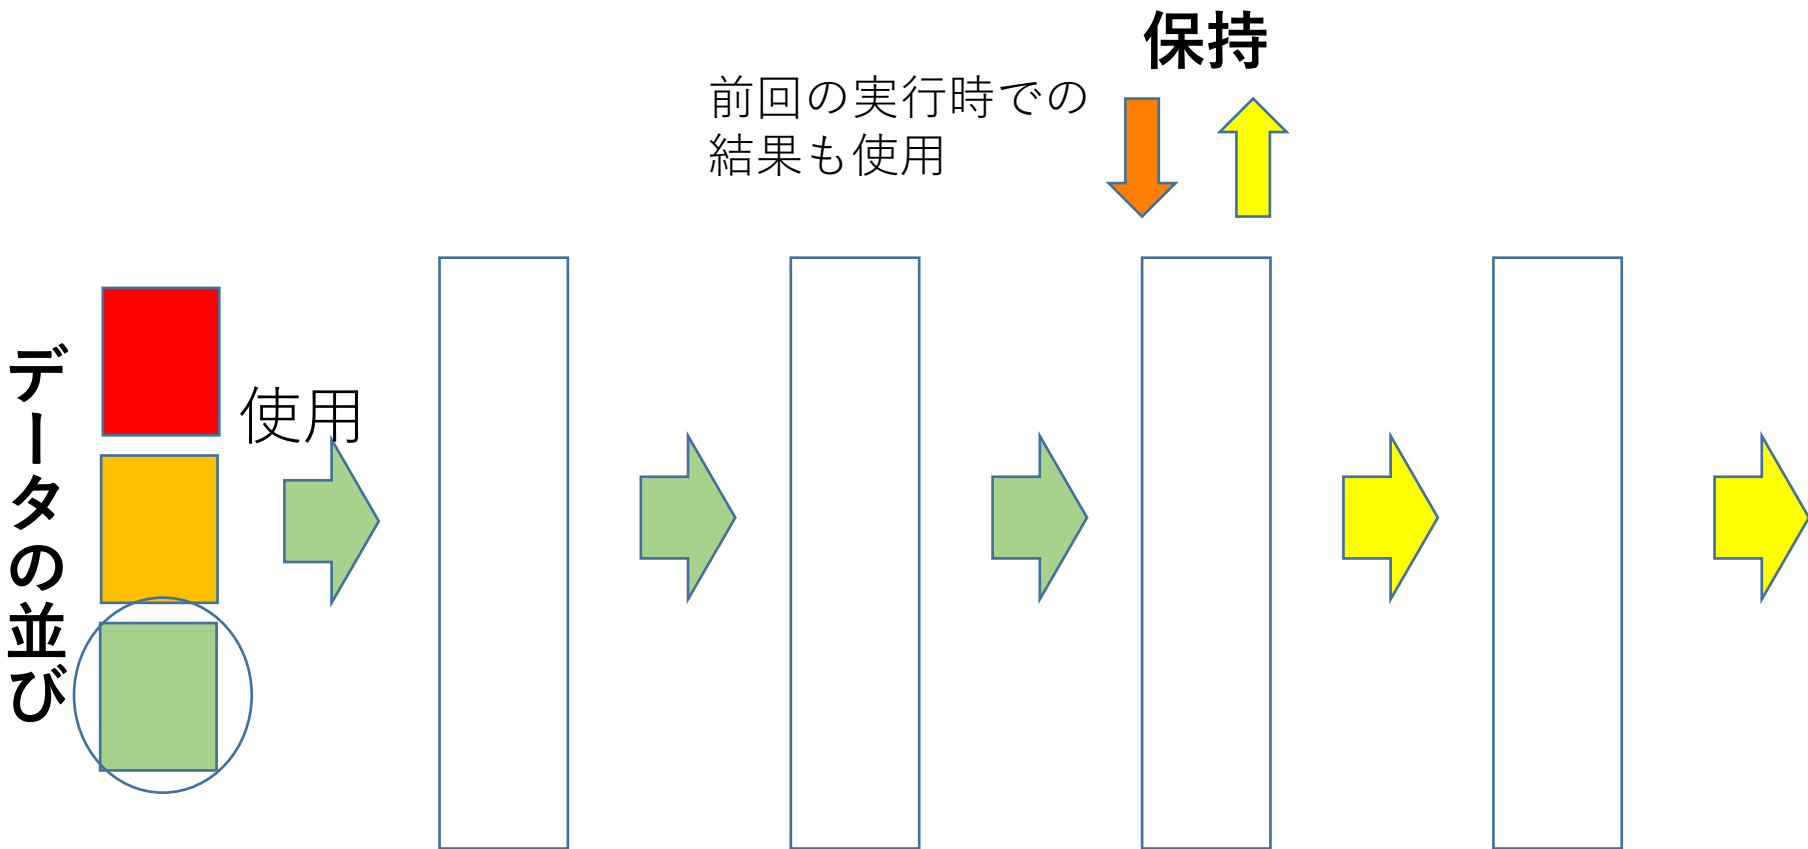 保持
前回の実行時での
結果も使用
データの並び
使用